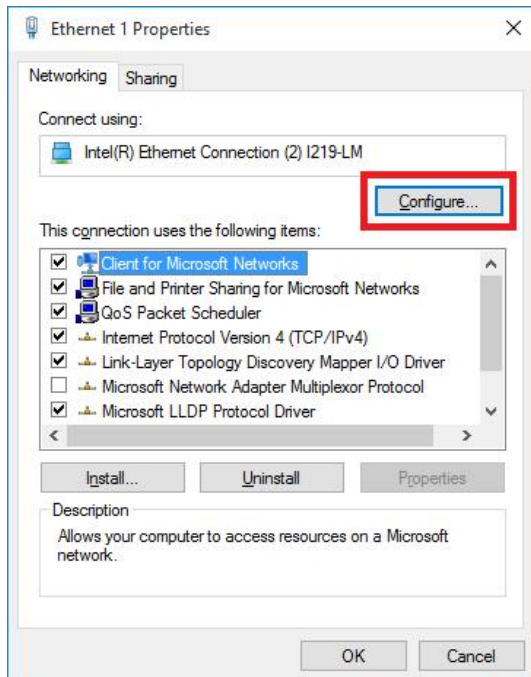 Ethernet 1 Properties
Networking
Sharing
Connect using:
Intel(R) Ethernet Connection (2) I219-LM
Configure...
This connection uses the following items:
Client for Microsoft Networks
File and Printer Sharing for Microsoft Networks
QoS Packet Scheduler
Internet Protocol Version 4 (TCP/IPv4)
Link-Layer Topology Discovery Mapper I/O Driver
Microsoft Network Adapter Multiplexor Protocol
Microsoft LLDP Protocol Driver
Install...
Uninstall
Properties
Description
Allows your computer to access resources on a Microsoft
network.
OK
Cancel